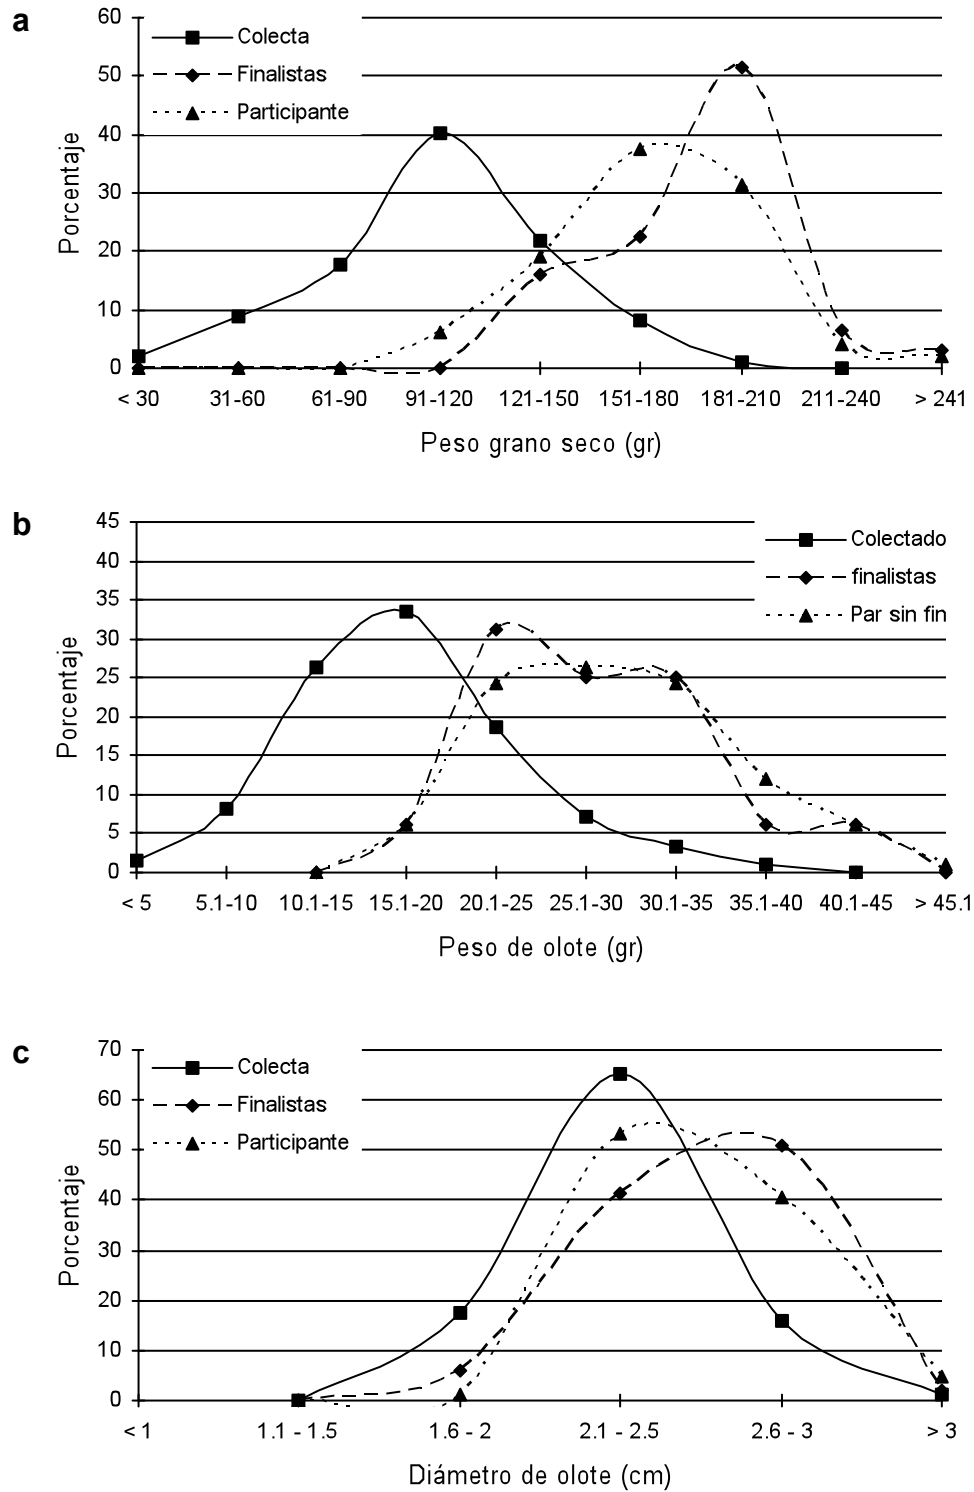 a
60
50
40
30
20
10
0
Porcentaje
Colecta
Finalistas
Participante
< 30 31-60 61-90 91-120 121-150 151-180 181-210 211-240 > 241
Peso grano seco (gr)
b
45
40
35
30
25
20
15
10
5
0
Porcentaje
Colectado
finalistas
Par sin fin
< 5 5.1-10 10.1-15 15.1-20 20.1-25 25.1-30 30.1-35 35.1-40 40.1-45 > 45.1
Peso de olote (gr)
c
70
60
50
40
30
20
10
0
Porcentaje
Colecta
Finalistas
Participante
< 1 1.1 - 1.5 1.6 - 2 2.1 - 2.5 2.6 - 3 > 3
Diámetro de olote (cm)